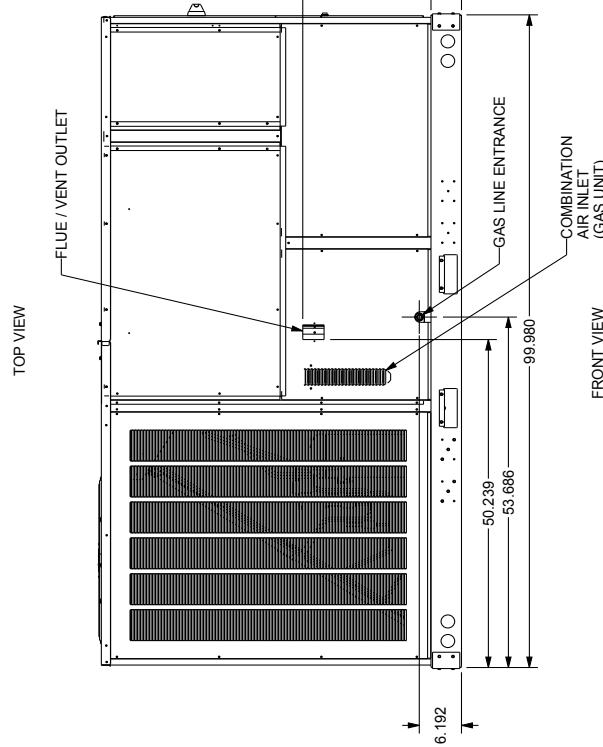 TOP VIEW
FLUE / VENT OUTLET
GAS LINE ENTRANCE
COMBINATION
AIR INLET
(GAS UNIT)
99.980
53.686
50.239
6.192
FRONT VIEW